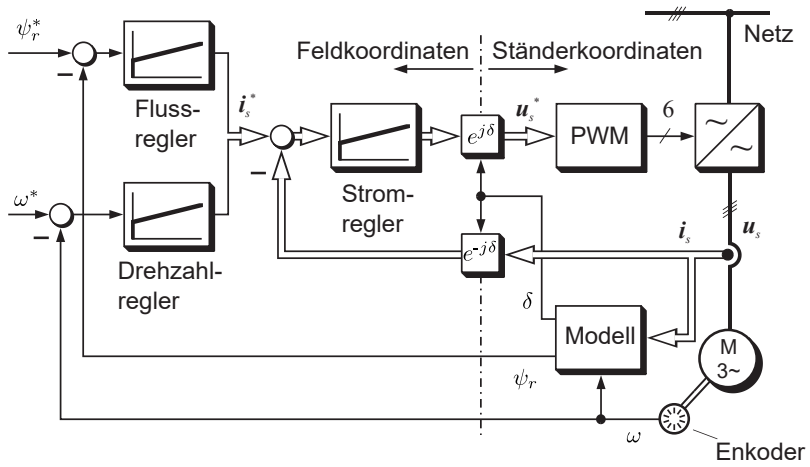 ψᵣ*
Netz
Feldkoordinaten
Ständerkoordinaten
Fluss-
regler
iₛ*
uₛ*
6
e^{jδ}
PWM
~
~
Strom-
regler
ω*
Drehzahl-
regler
e^{-jδ}
iₛ
uₛ
δ
Modell
M
3~
ψᵣ
ω
Enkoder